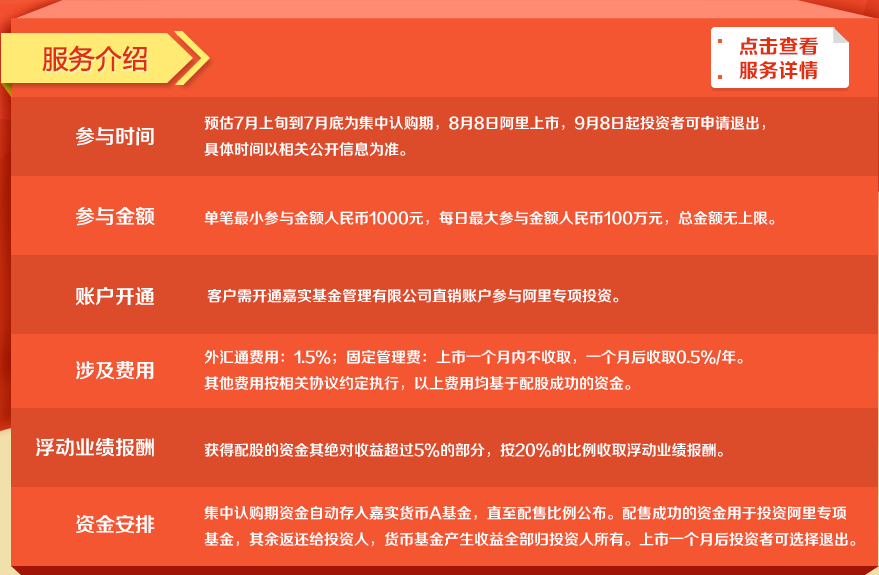 服务介绍
点击查看
服务详情
参与时间
预估7月上旬到7月底为集中认购期，8月8日阿里上市，9月8日起投资者可申请退出，
具体时间以相关公开信息为准。
参与金额
单笔最小参与金额人民币1000元，每日最大参与金额人民币100万元，总金额无上限。
账户开通
客户需开通嘉实基金管理有限公司直销账户参与阿里专项投资。
涉及费用
外汇通费用：1.5%；固定管理费：上市一个月内不收取，一个月后收取0.5%/年。
其他费用按相关协议约定执行，以上费用均基于配股成功的资金。
浮动业绩报酬
获得配股的资金其绝对收益超过5%的部分，按20%的比例收取浮动业绩报酬。
资金安排
集中认购期资金自动存入嘉实货币A基金，直至配售比例公布。配售成功的资金用于投资阿里专项
基金，其余返还给投资人，货币基金产生收益全部归投资人所有。上市一个月后投资者可选择退出。